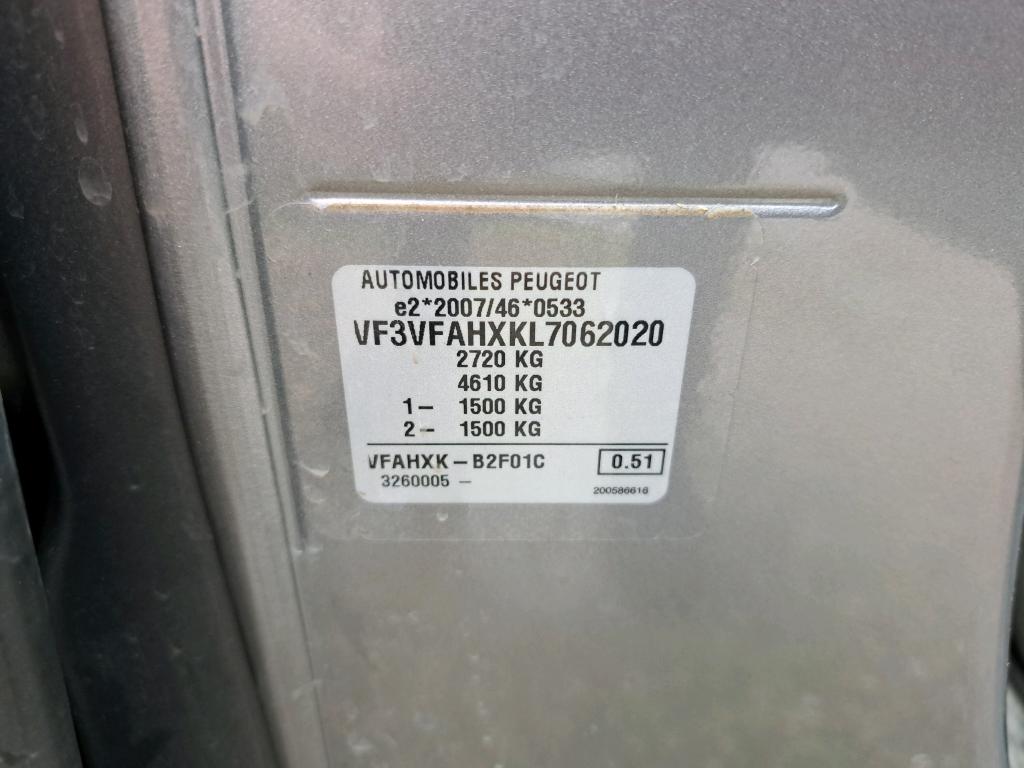 AUTOMOBILES PEUGEOT
e2*2007/46*0533
VF3VFAHXKL7062020
2720 KG
4610 KG
1- 1500 KG
2- 1500 KG
VFAHXK-B2F01C 0.51
3260005 -
200586616